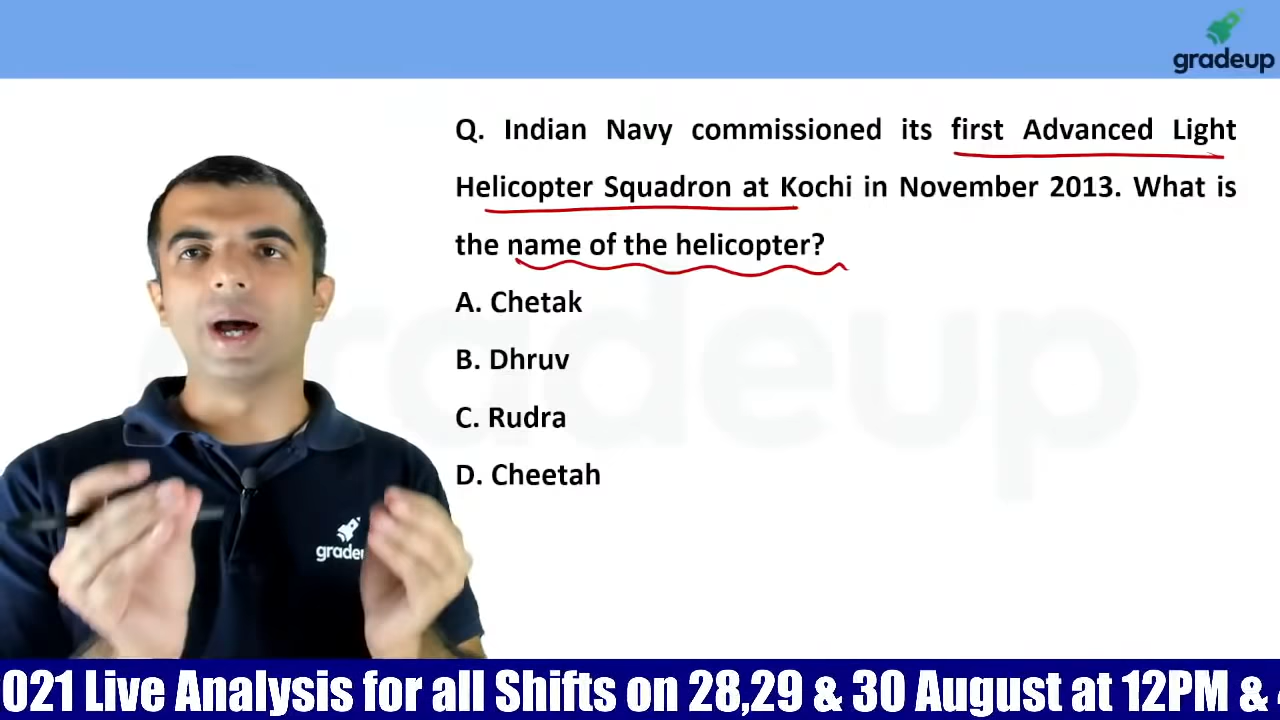 gradeup
Q. Indian Navy commissioned its first Advanced Light
Helicopter Squadron at Kochi in November 2013. What is
the name of the helicopter?
A. Chetak
B. Dhruv
C. Rudra
D. Cheetah
gradeup
grade
021 Live Analysis for all Shifts on 28,29 & 30 August at 12PM &